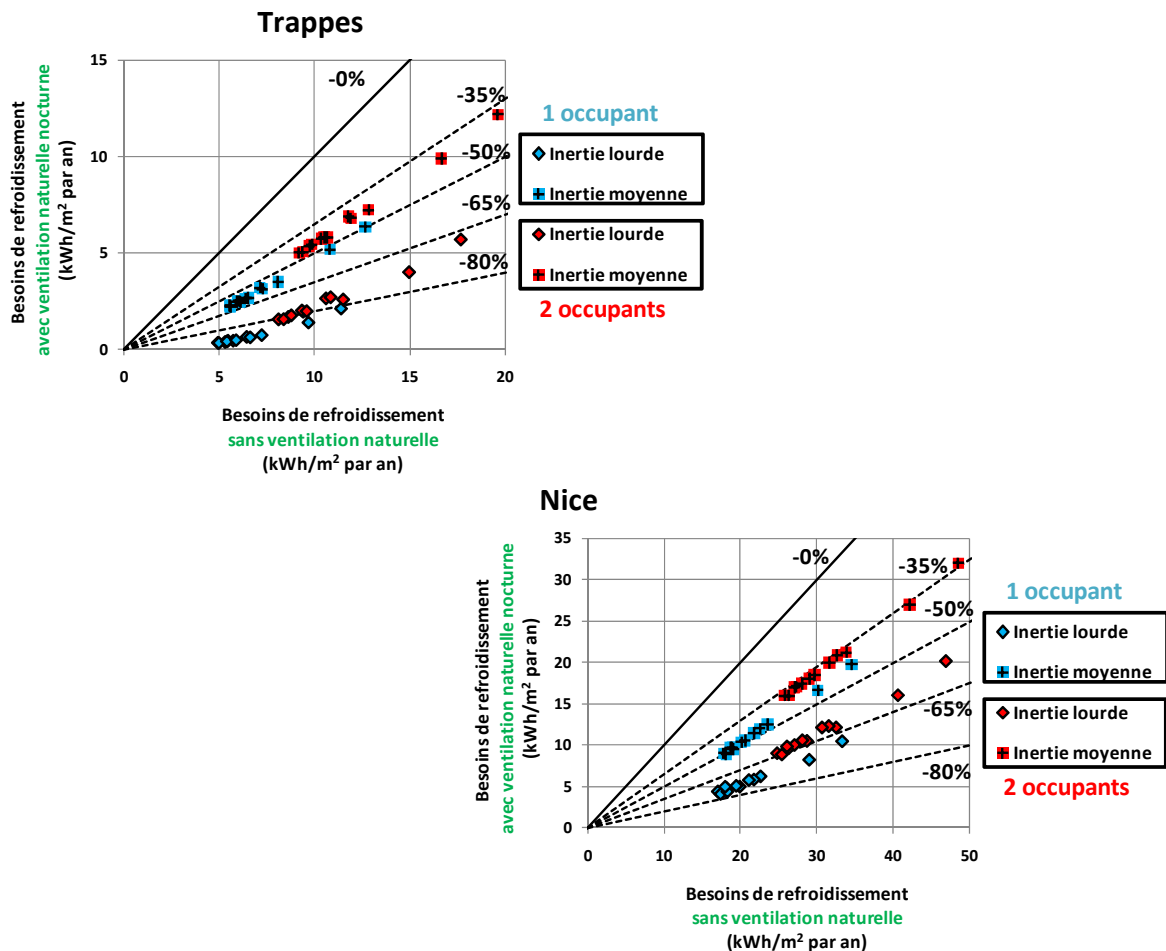 Trappes
Besoins de refroidissement
avec ventilation naturelle nocturne
(kWh/m² par an)
15
10
5
0
0
5
10
15
20
-0%
-35%
-50%
-65%
-80%
Besoins de refroidissement
sans ventilation naturelle
(kWh/m² par an)
1 occupant
Inertie lourde
Inertie moyenne
Inertie lourde
Inertie moyenne
2 occupants
Nice
Besoins de refroidissement
avec ventilation naturelle nocturne
(kWh/m² par an)
35
30
25
20
15
10
5
0
0
10
20
30
40
50
-0%
-35%
-50%
-65%
-80%
Besoins de refroidissement
sans ventilation naturelle
(kWh/m² par an)
1 occupant
Inertie lourde
Inertie moyenne
Inertie lourde
Inertie moyenne
2 occupants